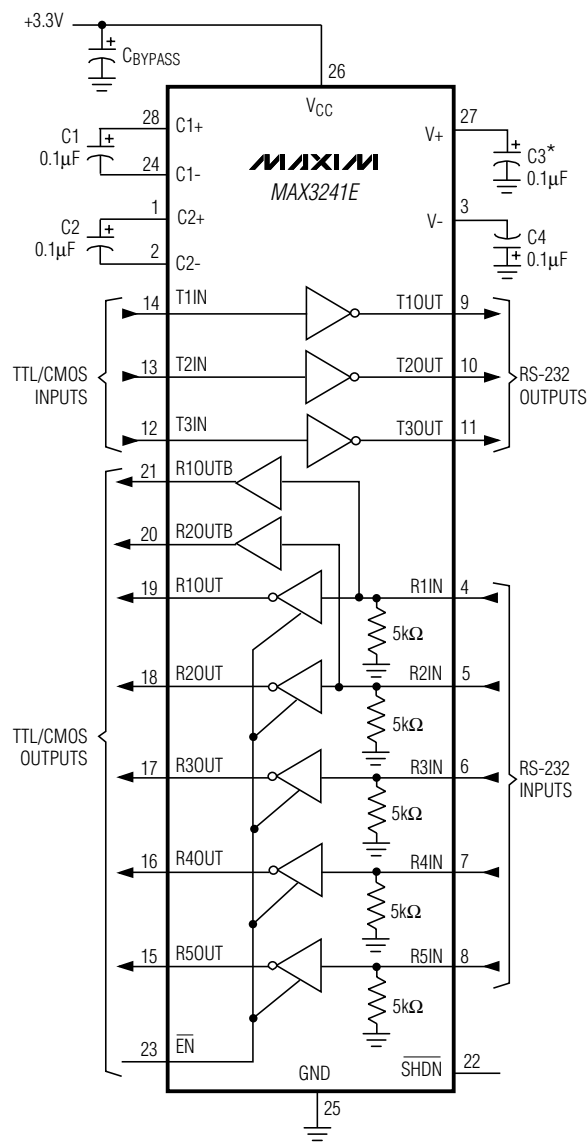 +3.3V
CBYPASS
26
VCC
28
C1+
C1
0.1µF
24
C1-
1
C2+
C2
0.1µF
2
C2-
MAXIM
MAX3241E
27
V+
C3*
0.1µF
3
V-
C4
0.1µF
14 T1IN T1OUT 9
13 T2IN T2OUT 10
12 T3IN T3OUT 11
TTL/CMOS
INPUTS
RS-232
OUTPUTS
21 R1OUTB
20 R2OUTB
19 R1OUT R1IN 4
5kΩ
18 R2OUT R2IN 5
5kΩ
17 R3OUT R3IN 6
5kΩ
16 R4OUT R4IN 7
5kΩ
15 R5OUT R5IN 8
5kΩ
TTL/CMOS
OUTPUTS
RS-232
INPUTS
23 E̅N̅
S̅H̅D̅N̅ 22
GND
25